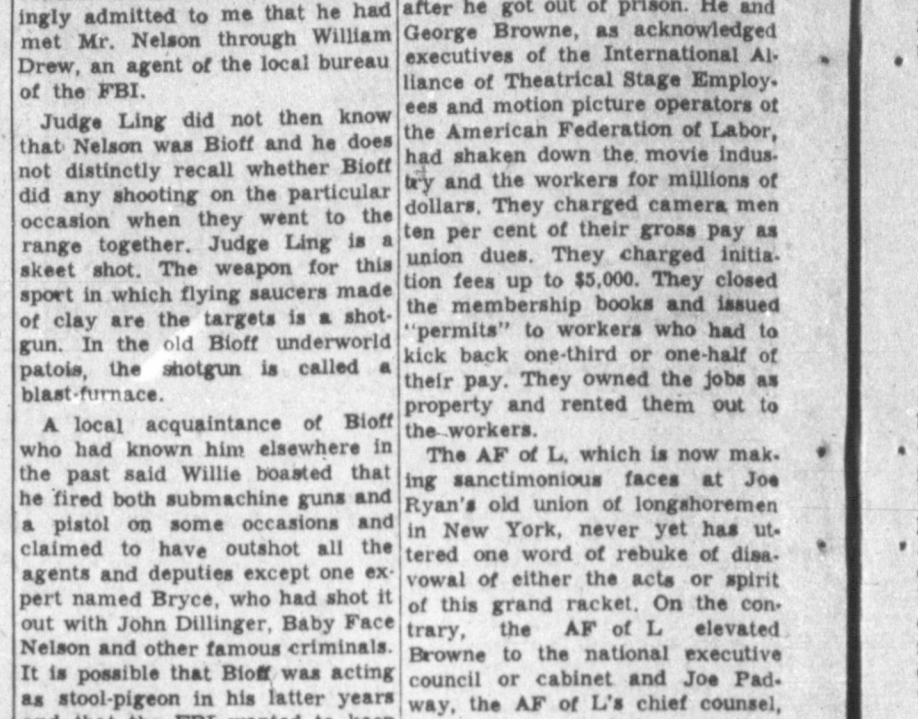 ingly admitted to me that he had
met Mr. Nelson through William
Drew, an agent of the local bureau
of the FBI.
Judge Ling did not then know
that Nelson was Bioff and he does
not distinctly recall whether Bioff
did any shooting on the particular
occasion when they went to the
range together. Judge Ling is a
skeet shot. The weapon for this
sport in which flying saucers made
of clay are the targets is a shot-
gun. In the old Bioff underworld
patois, the shotgun is called a
blast-furnace.
A local acquaintance of Bioff
who had known him elsewhere in
the past said Willie boasted that
he fired both submachine guns and
a pistol on some occasions and
claimed to have outshot all the
agents and deputies except one ex-
pert named Bryce, who had shot it
out with John Dillinger, Baby Face
Nelson and other famous criminals.
It is possible that Bioff was acting
as stool-pigeon in his latter years
and that the FBI wanted to keep
after he got out of prison. He and
George Browne, as acknowledged
executives of the International Al-
liance of Theatrical Stage Employ-
ees and motion picture operators of
the American Federation of Labor,
had shaken down the movie indus-
try and the workers for millions of
dollars. They charged camera men
ten per cent of their gross pay as
union dues. They charged initia-
tion fees up to $5,000. They closed
the membership books and issued
"permits" to workers who had to
kick back one-third or one-half of
their pay. They owned the jobs as
property and rented them out to
the workers.
The AF of L, which is now mak-
ing sanctimonious faces at Joe
Ryan's old union of longshoremen
in New York, never yet has ut-
tered one word of rebuke of disa-
vowal of either the acts or spirit
of this grand racket. On the con-
trary, the AF of L elevated
Browne to the national executive
council or cabinet and Joe Pad-
way, the AF of L's chief counsel,